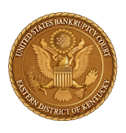 UNITED STATES BANKRUPTCY COURT
EASTERN DISTRICT OF KENTUCKY